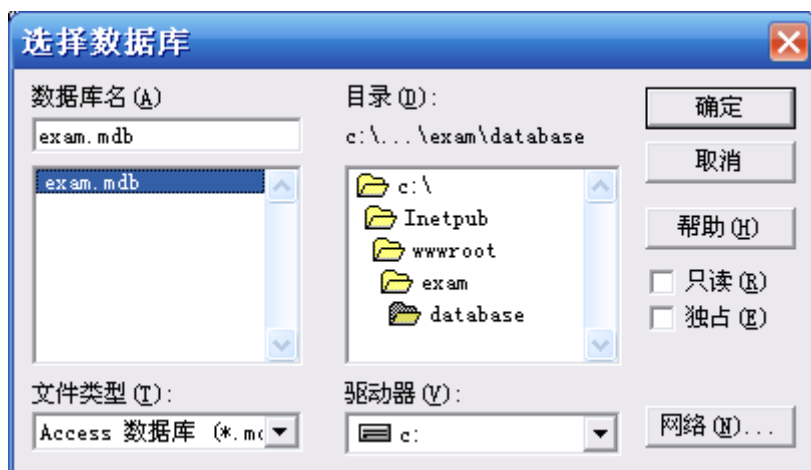 选择数据库
数据库名(A)
exam.mdb
exam.mdb
文件类型(T):
Access 数据库 (*.m
目录(D):
c:\...\exam\database
c:\
Inetpub
wwwroot
exam
database
驱动器(V):
c:
确定
取消
帮助(H)
只读(R)
独占(E)
网络(N)...